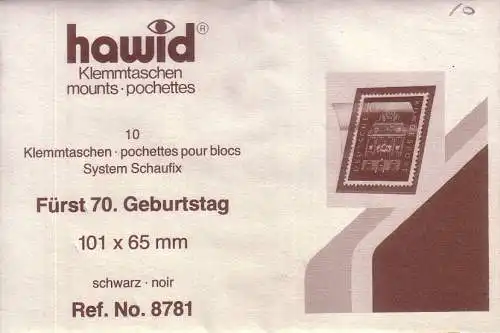 10
hawid®
Klemmtaschen
mounts · pochettes
10
Klemmtaschen · pochettes pour blocs
System Schaufix
Fürst 70. Geburtstag
101 x 65 mm
schwarz · noir
Ref. No. 8781